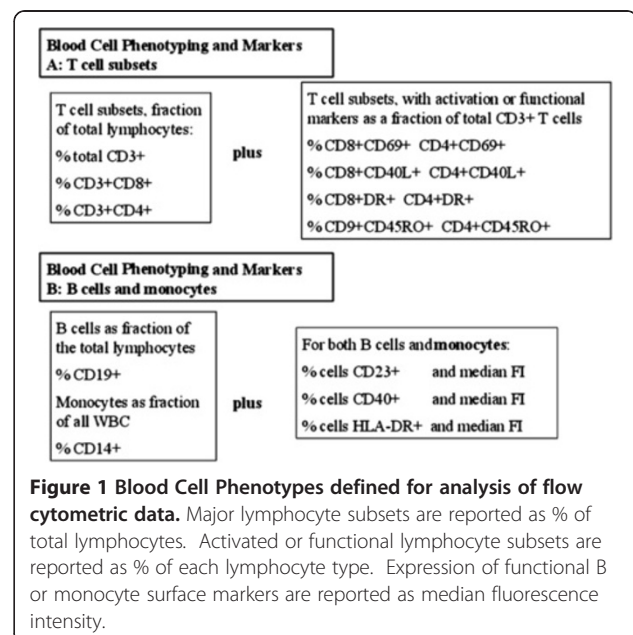 Blood Cell Phenotyping and Markers
A: T cell subsets
T cell subsets, fraction
of total lymphocytes:
% total CD3+
% CD3+CD8+
% CD3+CD4+
plus
T cell subsets, with activation or functional
markers as a fraction of total CD3+ T cells
% CD8+CD69+ CD4+CD69+
% CD8+CD40L+ CD4+CD40L+
% CD8+DR+ CD4+DR+
% CD9+CD45RO+ CD4+CD45RO+
Blood Cell Phenotyping and Markers
B: B cells and monocytes
B cells as fraction of
the total lymphocytes
% CD19+
Monocytes as fraction
of all WBC
% CD14+
plus
For both B cells and monocytes:
% cells CD23+ and median FI
% cells CD40+ and median FI
% cells HLA-DR+ and median FI
Figure 1 Blood Cell Phenotypes defined for analysis of flow
cytometric data. Major lymphocyte subsets are reported as % of
total lymphocytes. Activated or functional lymphocyte subsets are
reported as % of each lymphocyte type. Expression of functional B
or monocyte surface markers are reported as median fluorescence
intensity.